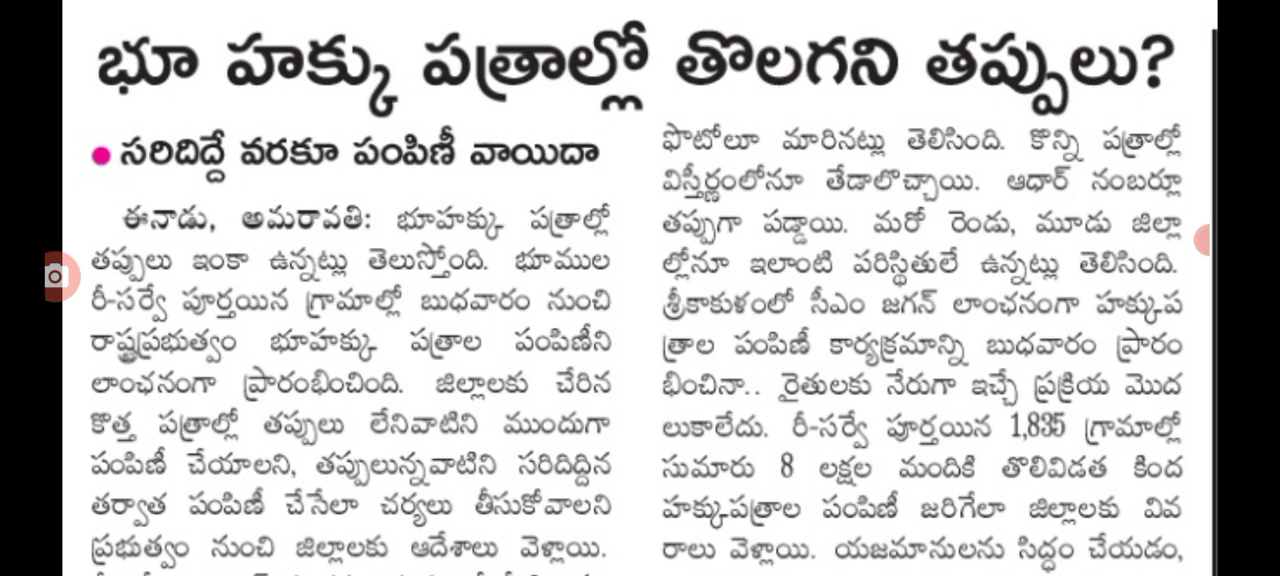 భూ హక్కు పత్రాల్లో తొలగని తప్పులు?
● సరిదిద్దే వరకూ పంపిణీ వాయిదా
ఈనాడు, అమరావతి: భూహక్కు పత్రాల్లో
తప్పులు ఇంకా ఉన్నట్లు తెలుస్తోంది. భూముల
రీ-సర్వే పూర్తయిన గ్రామాల్లో బుధవారం నుంచి
రాష్ట్రప్రభుత్వం భూహక్కు పత్రాల పంపిణీని
లాంఛనంగా ప్రారంభించింది. జిల్లాలకు చేరిన
కొత్త పత్రాల్లో తప్పులు లేనివాటిని ముందుగా
పంపిణీ చేయాలని, తప్పులున్నవాటిని సరిదిద్దిన
తర్వాత పంపిణీ చేసేలా చర్యలు తీసుకోవాలని
ప్రభుత్వం నుంచి జిల్లాలకు ఆదేశాలు వెళ్లాయి.
ఫొటోలూ మారినట్లు తెలిసింది. కొన్ని పత్రాల్లో
విస్తీర్ణంలోనూ తేడాలొచ్చాయి. ఆధార్ నంబర్లూ
తప్పుగా పడ్డాయి. మరో రెండు, మూడు జిల్లా
ల్లోనూ ఇలాంటి పరిస్థితులే ఉన్నట్లు తెలిసింది.
శ్రీకాకుళంలో సీఎం జగన్ లాంఛనంగా హక్కుప
త్రాల పంపిణీ కార్యక్రమాన్ని బుధవారం ప్రారం
భించినా.. రైతులకు నేరుగా ఇచ్చే ప్రక్రియ మొద
లుకాలేదు. రీ-సర్వే పూర్తయిన 1,835 గ్రామాల్లో
సుమారు 8 లక్షల మందికి తొలివిడత కింద
హక్కుపత్రాల పంపిణీ జరిగేలా జిల్లాలకు వివ
రాలు వెళ్లాయి. యజమానులను సిద్ధం చేయడం,